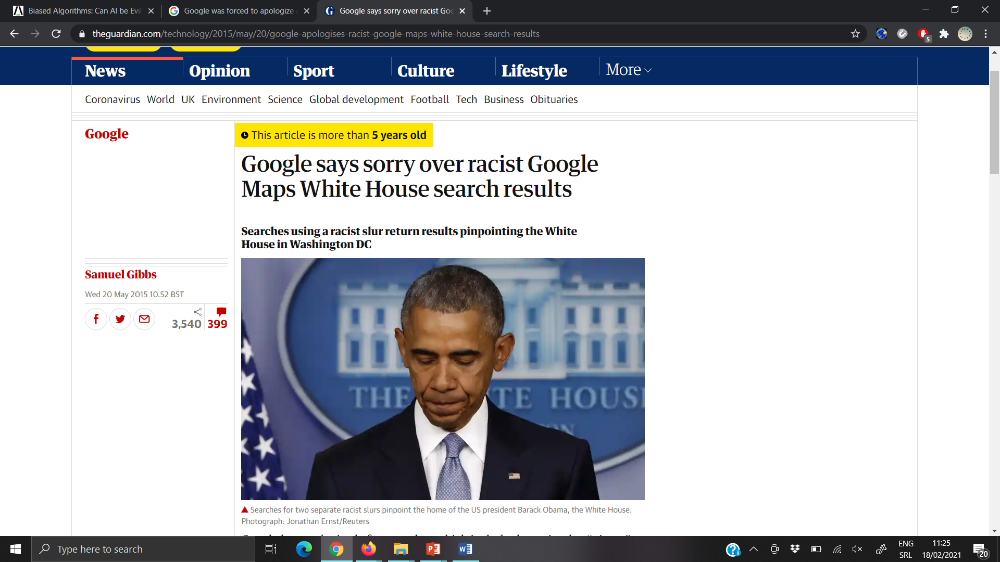 Biased Algorithms: Can AI be Evil
Google was forced to apologize
Google says sorry over racist Goo
theguardian.com/technology/2015/may/20/google-apologises-racist-google-maps-white-house-search-results
5
News Opinion Sport Culture Lifestyle More
Coronavirus World UK Environment Science Global development Football Tech Business Obituaries
Google
This article is more than 5 years old
Google says sorry over racist Google
Maps White House search results
Searches using a racist slur return results pinpointing the White
House in Washington DC
Samuel Gibbs
Wed 20 May 2015 10.52 BST
3,540 399
THE WHITE HOUSE
Searches for two separate racist slurs pinpoint the home of the US president Barack Obama, the White House.
Photograph: Jonathan Ernst/Reuters
Type here to search
ENG
SRL
11:25
18/02/2021
20